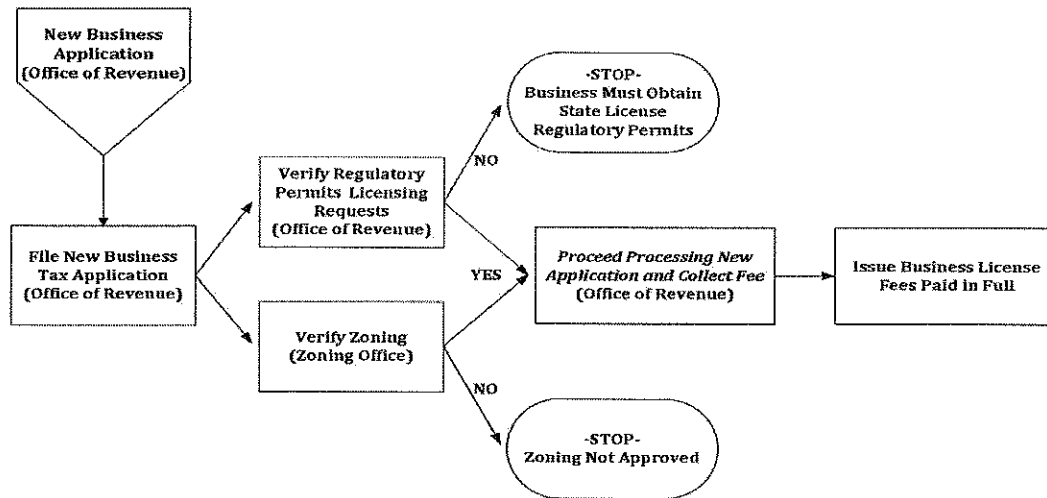 New Business
Application
(Office of Revenue)
File New Business
Tax Application
(Office of Revenue)
Verify Regulatory
Permits Licensing
Requests
(Office of Revenue)
Verify Zoning
(Zoning Office)
NO
-STOP-
Business Must Obtain
State License
Regulatory Permits
YES
Proceed Processing New
Application and Collect Fee
(Office of Revenue)
NO
-STOP-
Zoning Not Approved
Issue Business License
Fees Paid in Full